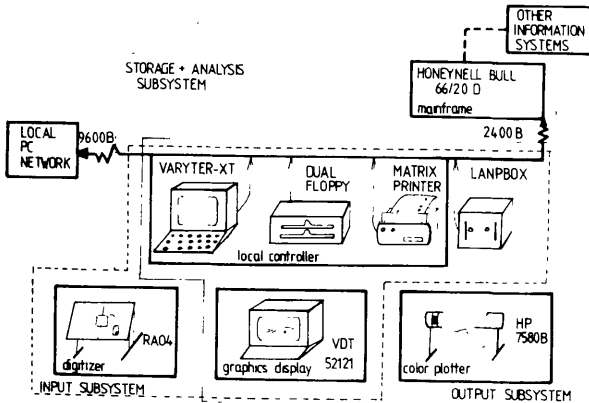 OTHER
INFORMATION
SYSTEMS
STORAGE + ANALYSIS
SUBSYSTEM
HONEYNELL BULL
66/20 D
mainframe
LOCAL
PC
NETWORK
9600B
2400 B
VARYTER-XT
DUAL
FLOPPY
MATRIX
PRINTER
LANPBOX
local controller
RA04
digitizer
INPUT SUBSYSTEM
VDT
52121
graphics display
HP
7580B
color plotter
OUTPUT SUBSYSTEM